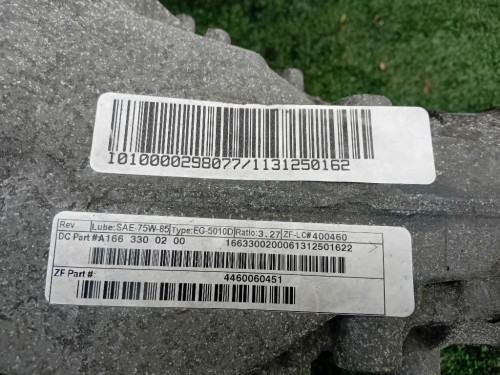 I010000298077/1131250162
Rev. Lube:SAE-75W-85 Type:EG-5010D Ratio:3.27 ZF-LC#400460
DC Part #A166 330 02 00 1663300200061312501622
ZF Part #: 4460060451